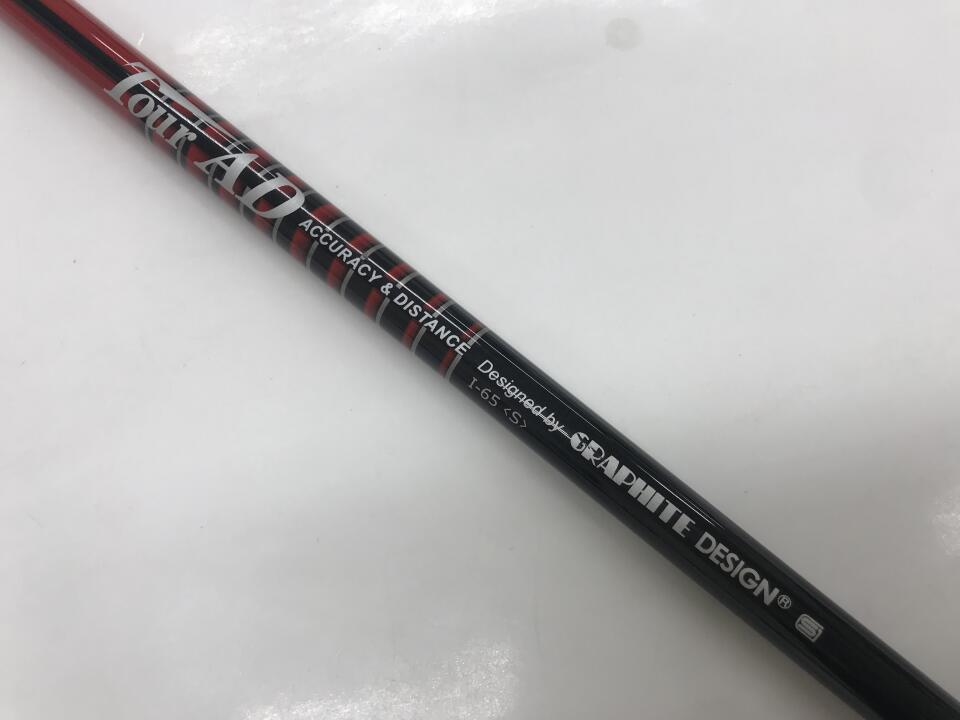 Tour AD ACCURACY & DISTANCE
Designed by GRAPHITE DESIGN®
I-65 <S>
S